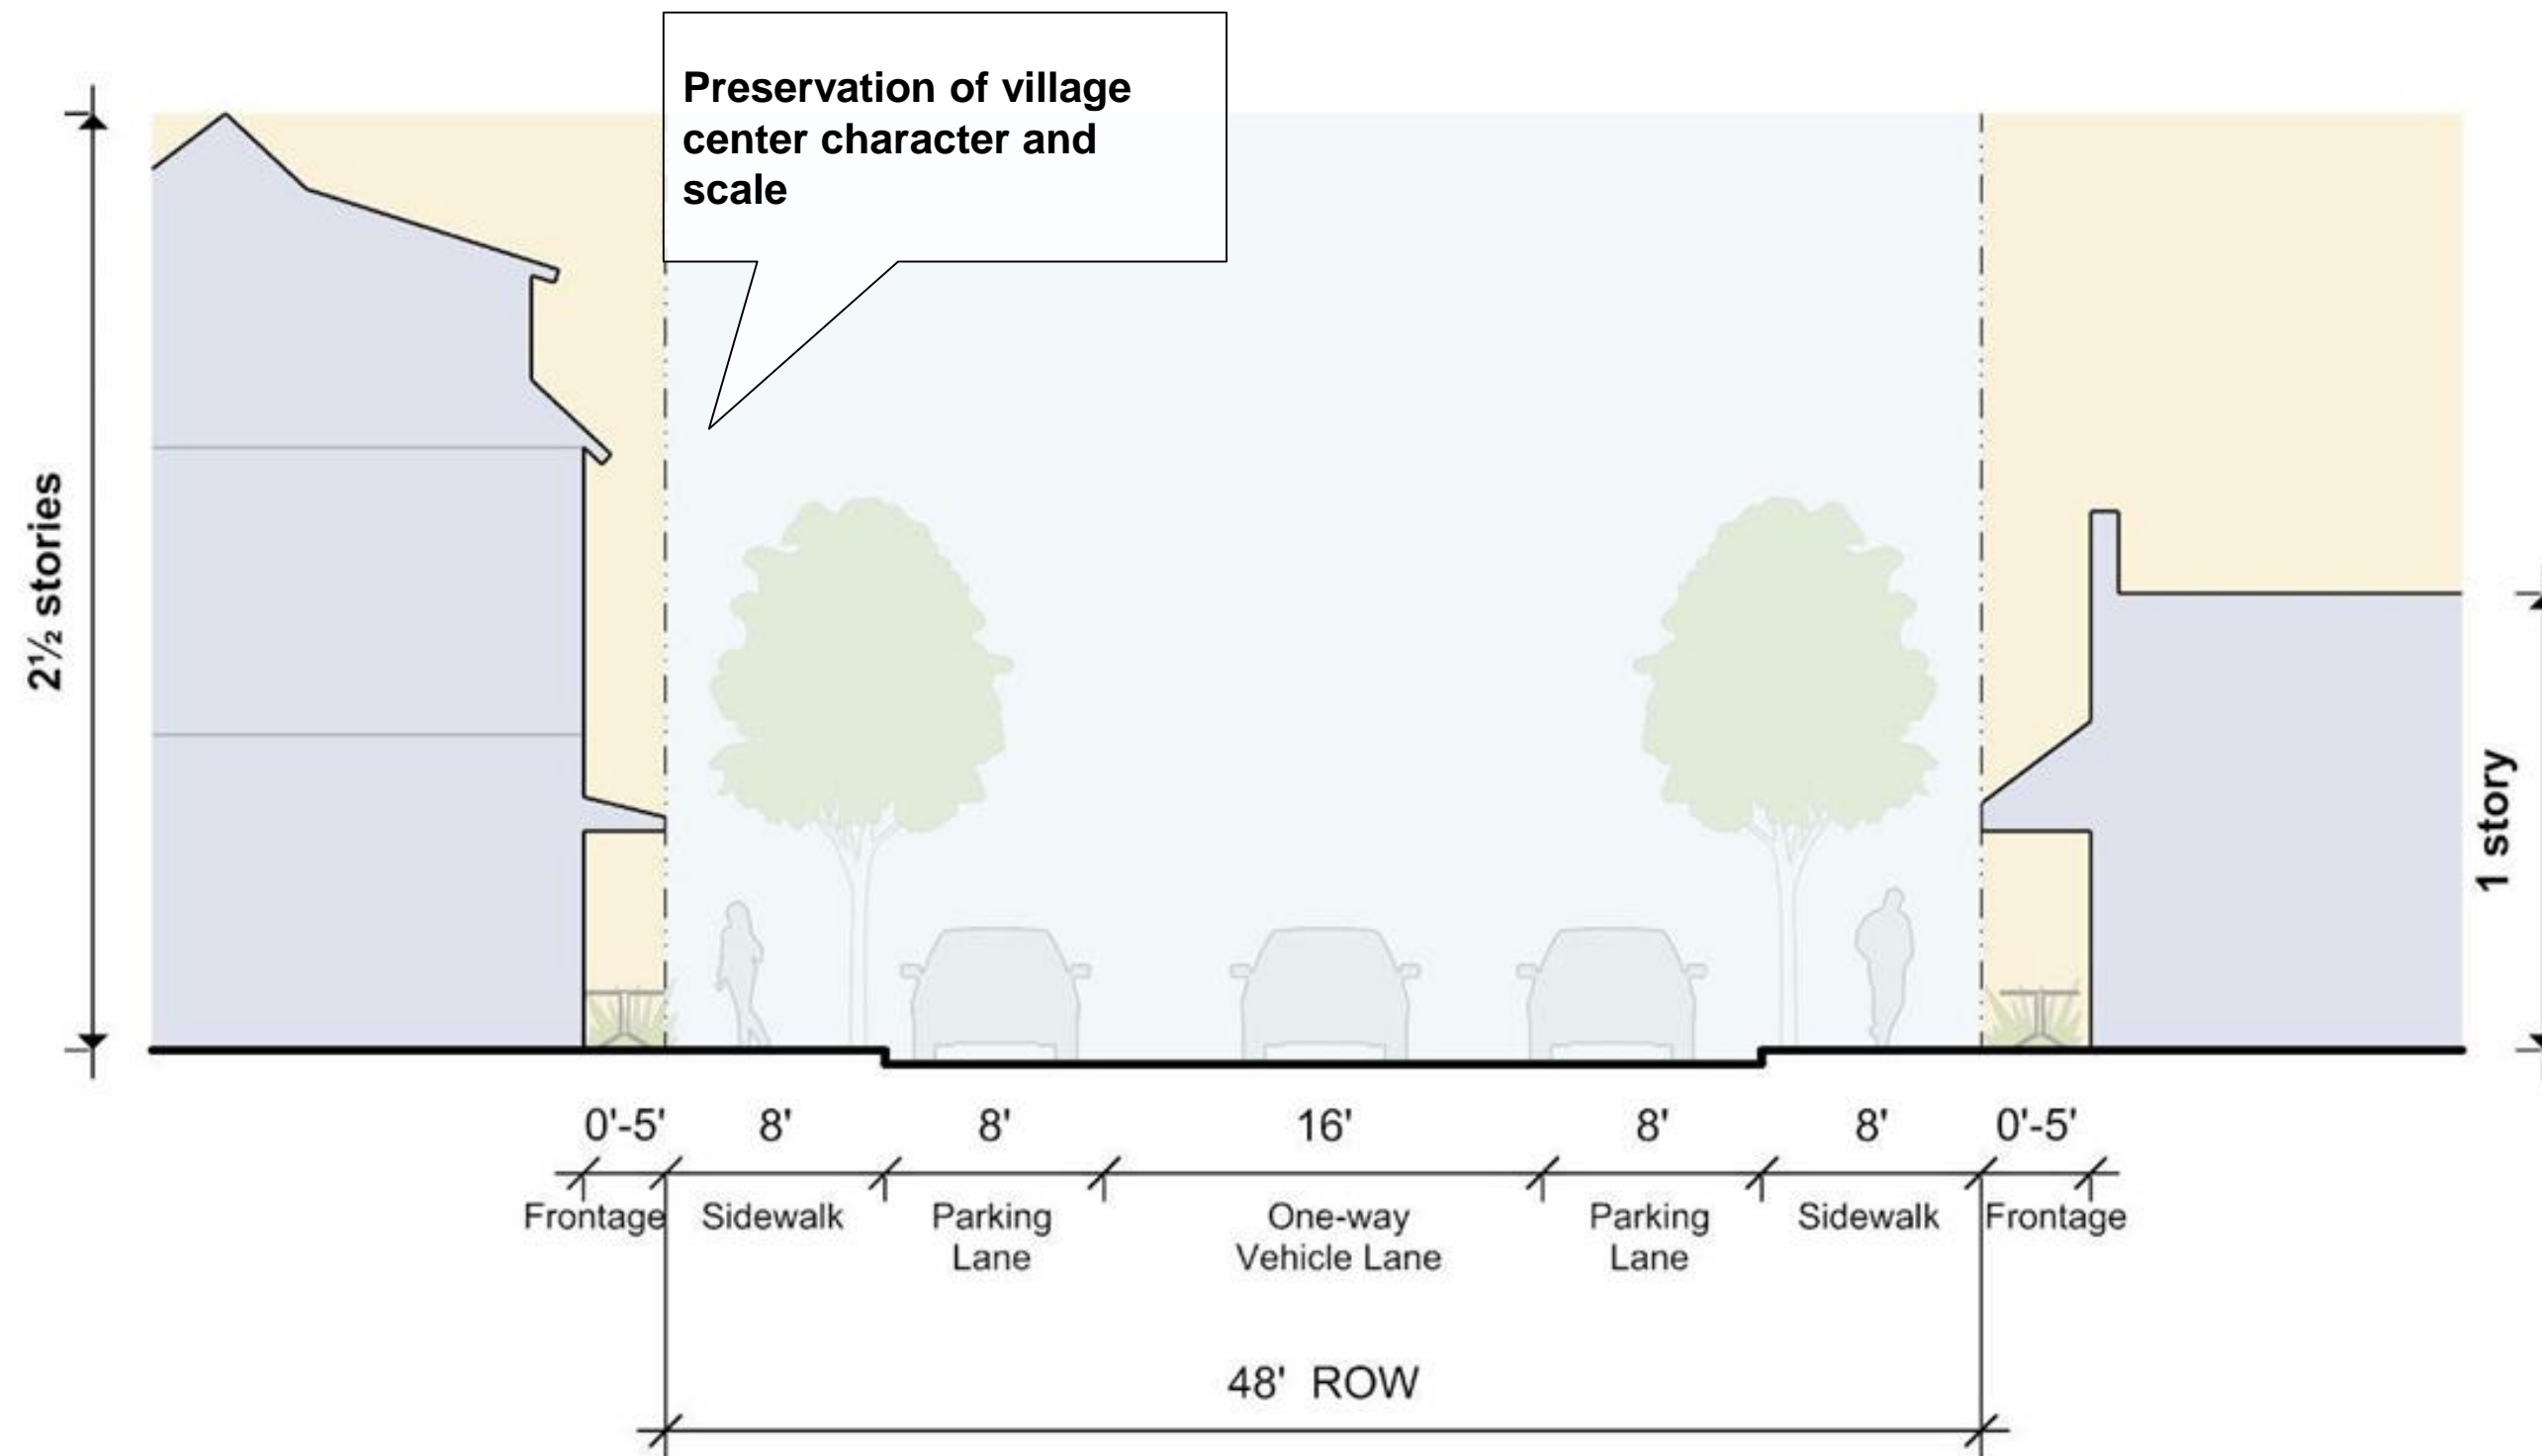 Preservation of village
center character and
scale
2½ stories
1 story
0'-5' 8' 8' 16' 8' 8' 0'-5'
Frontage Sidewalk Parking One-way Parking Sidewalk Frontage
Lane Vehicle Lane Lane
48' ROW